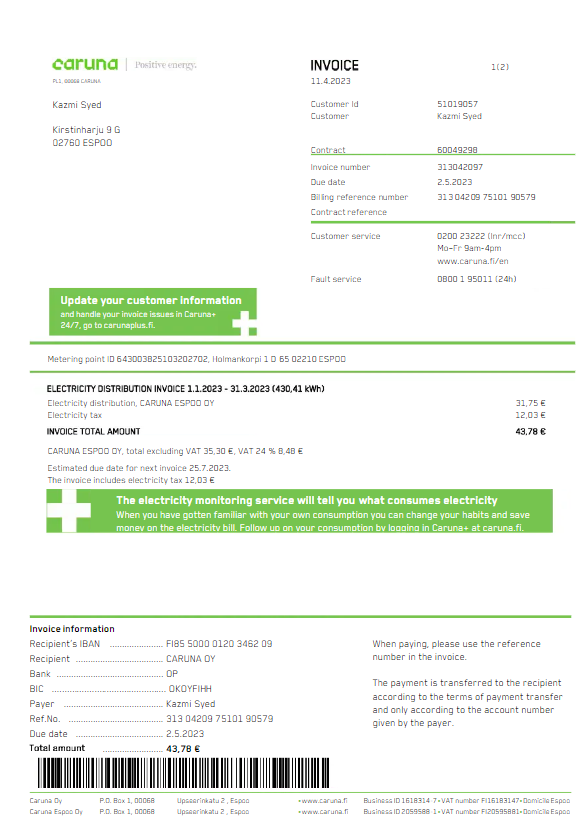 caruna Positive energy.
PL1, 00068 CARUNA
INVOICE 1(2)
11.4.2023
Kazmi Syed
Kirstinharju 9 G
02760 ESPOO
Customer Id 51019057
Customer Kazmi Syed
Contract 60049298
Invoice number 313042097
Due date 2.5.2023
Billing reference number 313 04209 75101 90579
Contract reference
Customer service 0200 23222 (lnr/mcc)
Mo-Fr 9am-4pm
www.caruna.fi/en
Fault service 0800 1 95011 (24h)
Update your customer information
and handle your invoice issues in Caruna+
24/7, go to carunaplus.fi.
Metering point ID 643003825103202702, Holmankorpi 1 D 65 02210 ESPOO
ELECTRICITY DISTRIBUTION INVOICE 1.1.2023 - 31.3.2023 (430,41 kWh)
Electricity distribution, CARUNA ESPOO OY 31,75 €
Electricity tax 12,03 €
INVOICE TOTAL AMOUNT 43,78 €
CARUNA ESPOO OY, total excluding VAT 35,30 €, VAT 24 % 8,48 €
Estimated due date for next invoice 25.7.2023.
The invoice includes electricity tax 12,03 €
The electricity monitoring service will tell you what consumes electricity
When you have gotten familiar with your own consumption you can change your habits and save
money on the electricity bill. Follow up on your consumption by logging in Caruna+ at caruna.fi.
Invoice information
Recipient's IBAN .................... FI85 5000 0120 3462 09
Recipient ................................. CARUNA OY
Bank ........................................ OP
BIC .......................................... OKOYFIHH
Payer ....................................... Kazmi Syed
Ref.No. ..................................... 313 04209 75101 90579
Due date .................................. 2.5.2023
Total amount ....................... 43,78 €
When paying, please use the reference
number in the invoice.
The payment is transferred to the recipient
according to the terms of payment transfer
and only according to the account number
given by the payer.
Caruna Oy P.O. Box 1, 00068 Upseerinkatu 2 , Espoo •www.caruna.fi Business ID 1618314-7•VAT number FI16183147•Domicile Espoo
Caruna Espoo Oy P.O. Box 1, 00068 Upseerinkatu 2 , Espoo •www.caruna.fi Business ID 2059588-1•VAT number FI20595881•Domicile Espoo